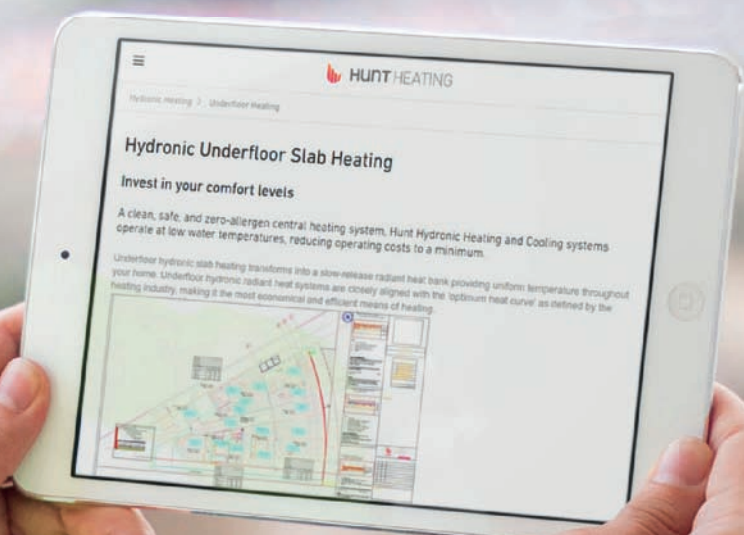 HUNT HEATING
Hydronic Heating > Underfloor Heating
Hydronic Underfloor Slab Heating
Invest in your comfort levels
A clean, safe, and zero-allergen central heating system, Hunt Hydronic Heating and Cooling systems
operate at low water temperatures, reducing operating costs to a minimum.
Underfloor hydronic slab heating transforms into a slow-release radiant heat bank providing uniform temperature throughout
your home. Underfloor hydronic radiant heat systems are closely aligned with the 'optimum heat curve' as defined by the
heating industry, making it the most economical and efficient means of heating.